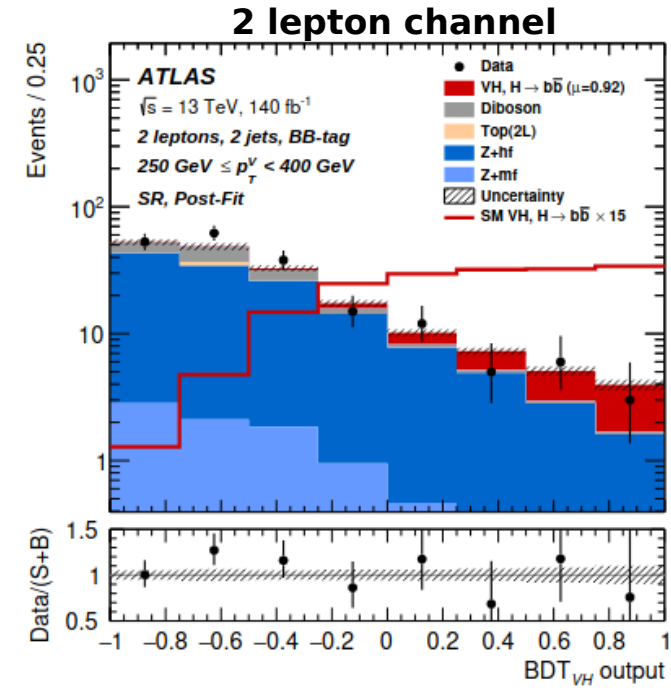 2 lepton channel
Events / 0.25
10³
10²
10
1
ATLAS
√s = 13 TeV, 140 fb⁻¹
2 leptons, 2 jets, BB-tag
250 GeV ≤ p_T^V < 400 GeV
SR, Post-Fit
Data
VH, H → bb̄ (μ=0.92)
Diboson
Top(2L)
Z+hf
Z+mf
Uncertainty
SM VH, H → bb̄ × 15
Data/(S+B)
1.5
1
0.5
−1 −0.8 −0.6 −0.4 −0.2 0 0.2 0.4 0.6 0.8 1
BDT_VH output